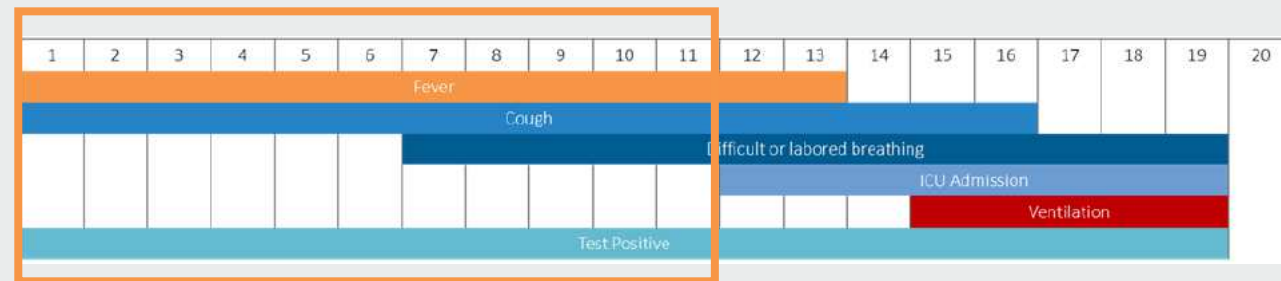 1 2 3 4 5 6 7 8 9 10 11 12 13 14 15 16 17 18 19 20
Fever
Cough
Difficult or labored breathing
ICU Admission
Ventilation
Test Positive